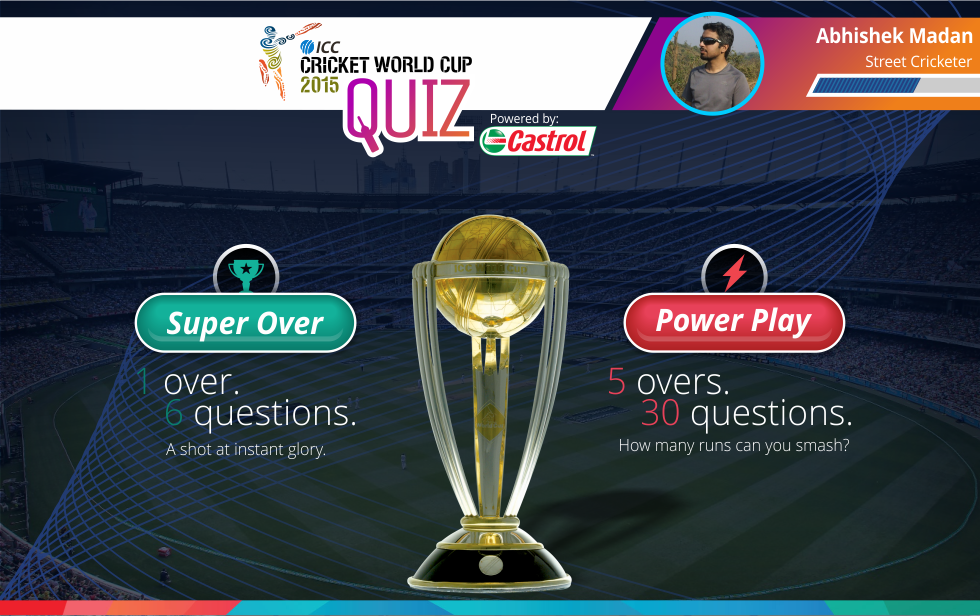 ICC
CRICKET WORLD CUP
2015
QUIZ
Powered by:
Castrol
Abhishek Madan
Street Cricketer
Super Over
1 over.
6 questions.
A shot at instant glory.
Power Play
5 overs.
30 questions.
How many runs can you smash?